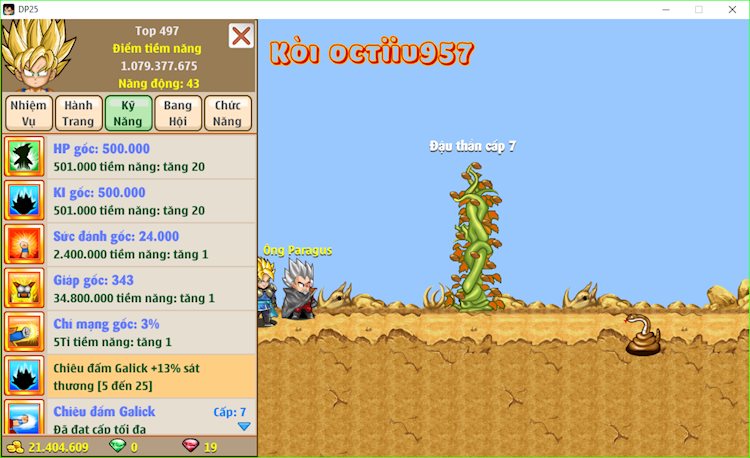 DP25
Top 497
Điểm tiềm năng
1.079.377.675
Năng động: 43
Nhiệm Vụ
Hành Trang
Kỹ Năng
Bang Hội
Chức Năng
HP gốc: 500.000
501.000 tiềm năng: tăng 20
KI gốc: 500.000
501.000 tiềm năng: tăng 20
Sức đánh gốc: 24.000
2.400.000 tiềm năng: tăng 1
Giáp gốc: 343
34.800.000 tiềm năng: tăng 1
Chí mạng gốc: 3%
5Ti tiềm năng: tăng 1
Chiêu đấm Galick +13% sát
thương [5 đến 25]
Chiêu đấm Galick Cấp: 7
Đã đạt cấp tối đa
21.404.609 0 19
Kòi octiiu957
Đậu thần cấp 7
Ông Paragus